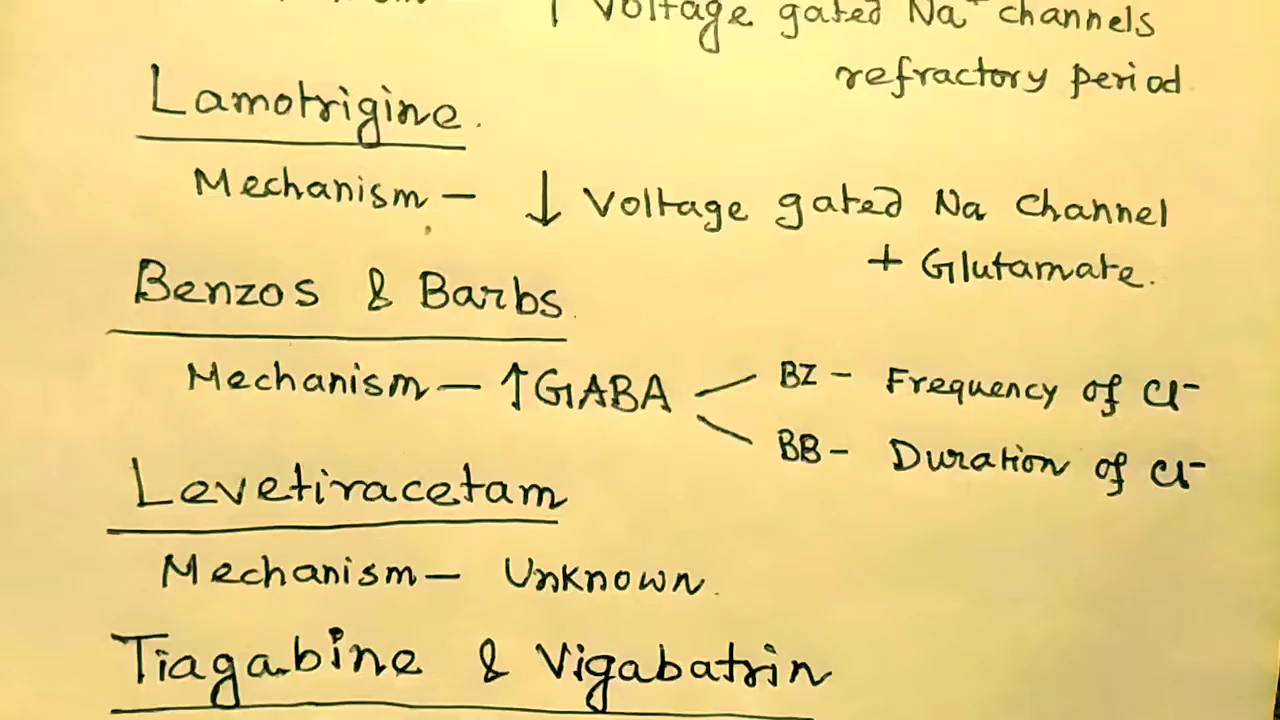 ↑ Voltage gated Na⁺ channels
refractory period
Lamotrigine.
Mechanism – ↓ Voltage gated Na Channel
+ Glutamate.
Benzos & Barbs
Mechanism – ↑GABA
BZ – Frequency of Cl⁻
BB – Duration of Cl⁻
Levetiracetam
Mechanism – Unknown.
Tiagabine & Vigabatrin